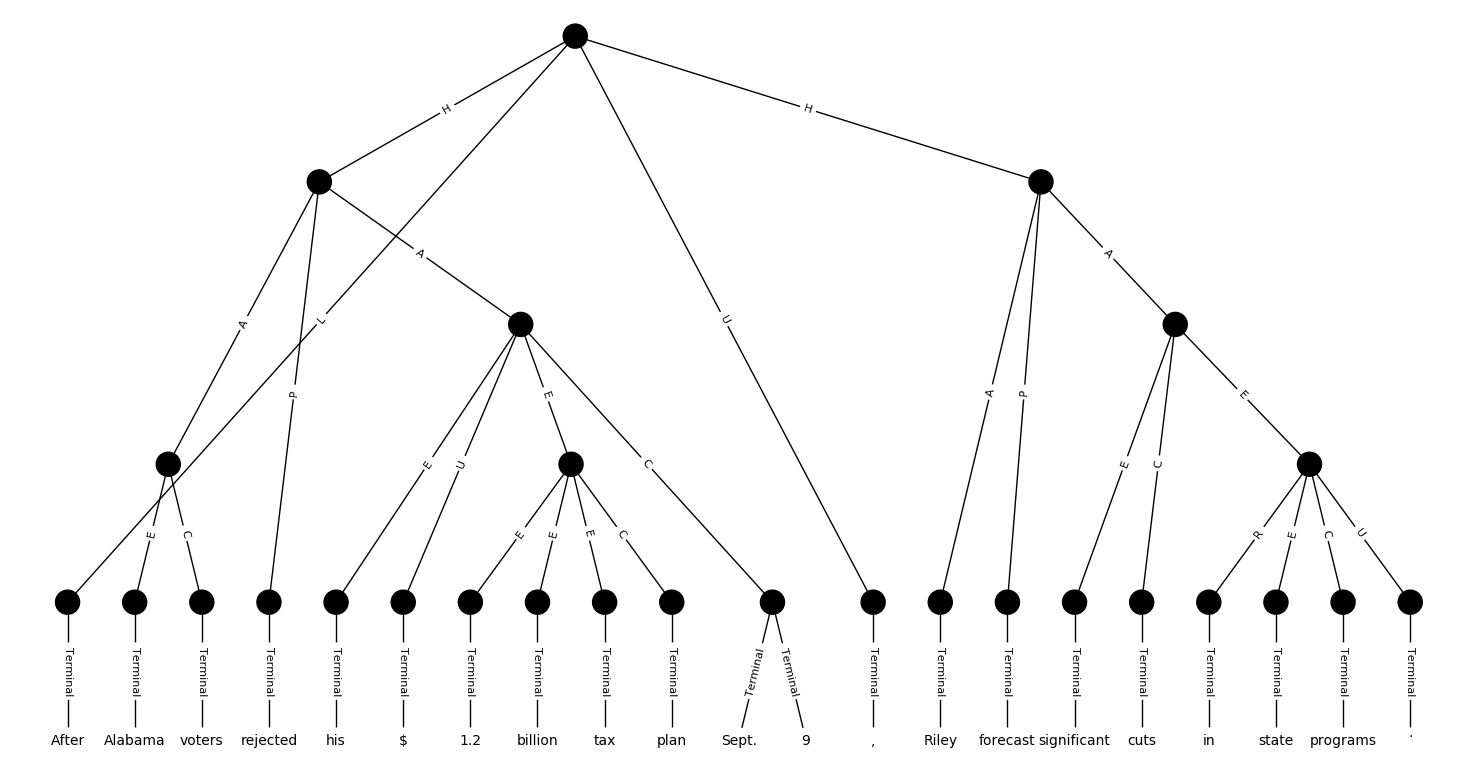 H
H
A
A
L
U
A
P
A
P
E
E
E
U
C
E
C
E
C
E
E
E
C
R
E
C
U
Terminal Terminal Terminal Terminal Terminal Terminal Terminal Terminal Terminal Terminal Terminal Terminal Terminal Terminal Terminal Terminal Terminal Terminal Terminal Terminal Terminal
After Alabama voters rejected his $ 1.2 billion tax plan Sept. 9 , Riley forecast significant cuts in state programs .